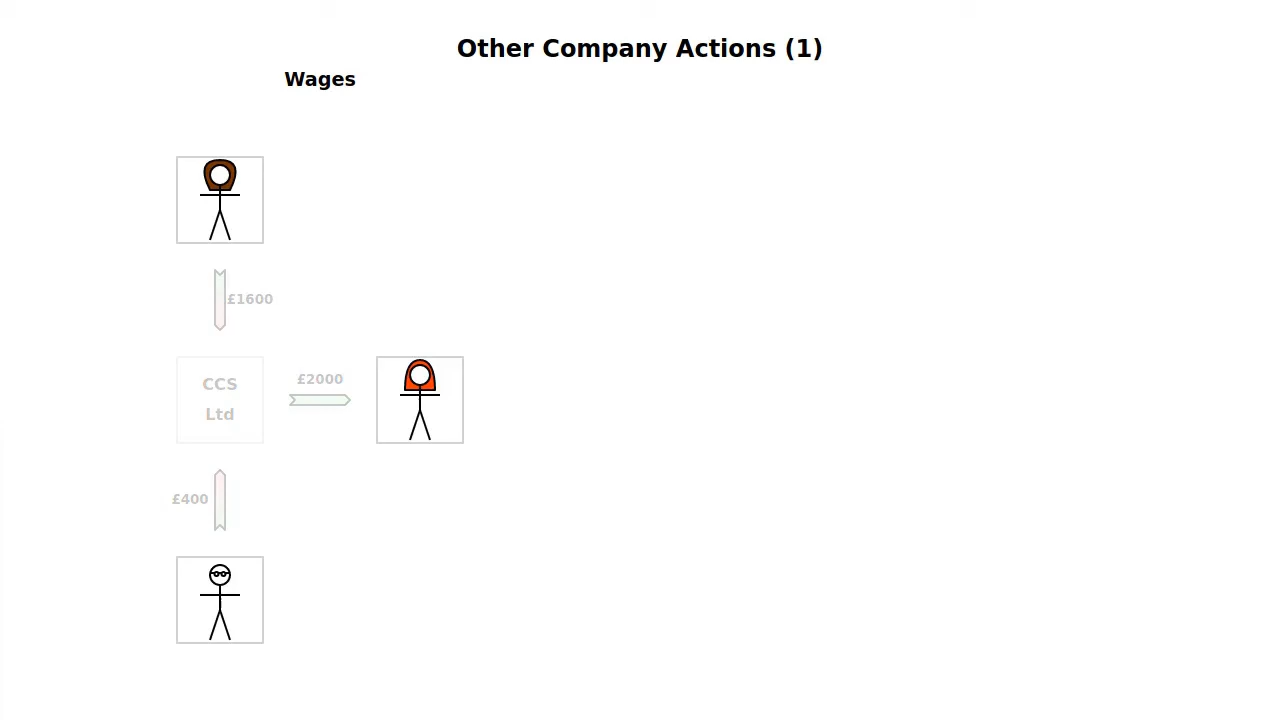 Other Company Actions (1)
Wages
£1600
£2000
CCS
Ltd
£400